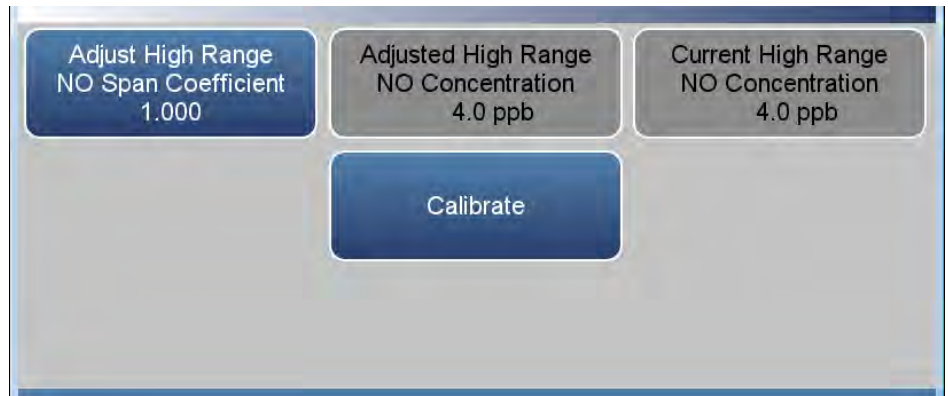 Adjust High Range
NO Span Coefficient
1.000
Adjusted High Range
NO Concentration
4.0 ppb
Current High Range
NO Concentration
4.0 ppb
Calibrate